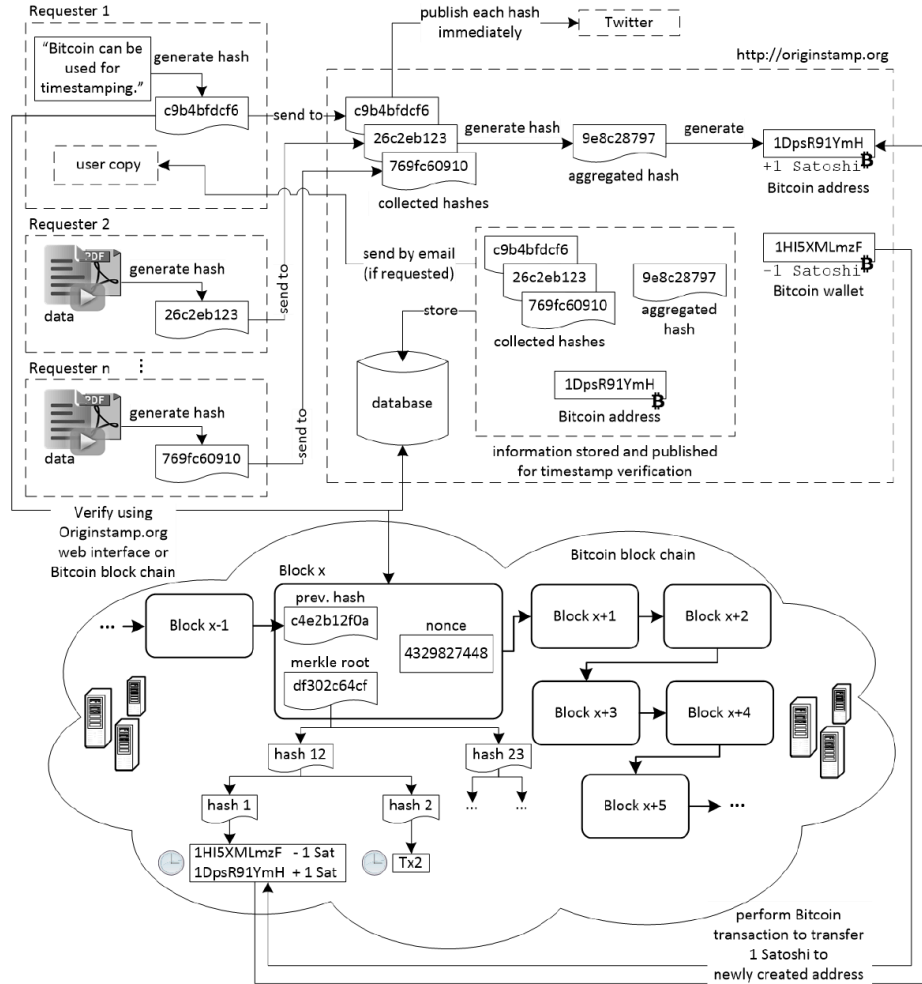 Requester 1
“Bitcoin can be
used for
timestamping.”
generate hash
c9b4bfdcf6
user copy
send to
publish each hash
immediately
Twitter
http://originstamp.org
c9b4bfdcf6
26c2eb123
769fc60910
collected hashes
generate hash
9e8c28797
aggregated hash
generate
1DpsR91YmH
+1 Satoshi
Bitcoin address
1HI5XMLmzF
-1 Satoshi
Bitcoin wallet
Requester 2
PDF
data
generate hash
26c2eb123
send to
Requester n
PDF
data
generate hash
769fc60910
send to
send by email
(if requested)
store
database
c9b4bfdcf6
26c2eb123
769fc60910
collected hashes
9e8c28797
aggregated
hash
1DpsR91YmH
Bitcoin address
information stored and published
for timestamp verification
Verify using
Originstamp.org
web interface or
Bitcoin block chain
Bitcoin block chain
...
Block x-1
Block x
prev. hash
c4e2b12f0a
merkle root
df302c64cf
nonce
4329827448
Block x+1
Block x+2
Block x+3
Block x+4
Block x+5
...
hash 12
hash 23
...
...
hash 1
hash 2
1HI5XMLmzF - 1 Sat
1DpsR91YmH + 1 Sat
Tx2
perform Bitcoin
transaction to transfer
1 Satoshi to
newly created address